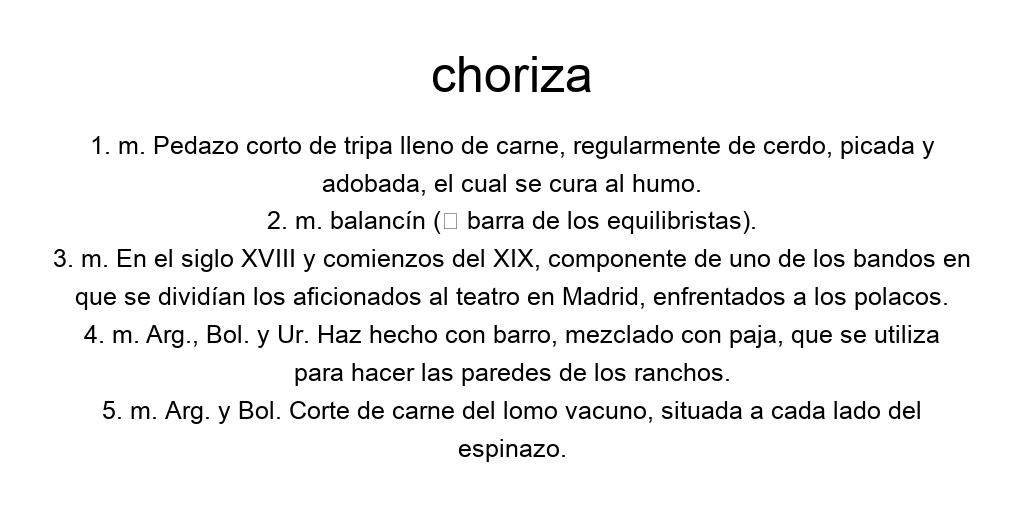 choriza
1. m. Pedazo corto de tripa lleno de carne, regularmente de cerdo, picada y
adobada, el cual se cura al humo.
2. m. balancín (□ barra de los equilibristas).
3. m. En el siglo XVIII y comienzos del XIX, componente de uno de los bandos en
que se dividían los aficionados al teatro en Madrid, enfrentados a los polacos.
4. m. Arg., Bol. y Ur. Haz hecho con barro, mezclado con paja, que se utiliza
para hacer las paredes de los ranchos.
5. m. Arg. y Bol. Corte de carne del lomo vacuno, situada a cada lado del
espinazo.